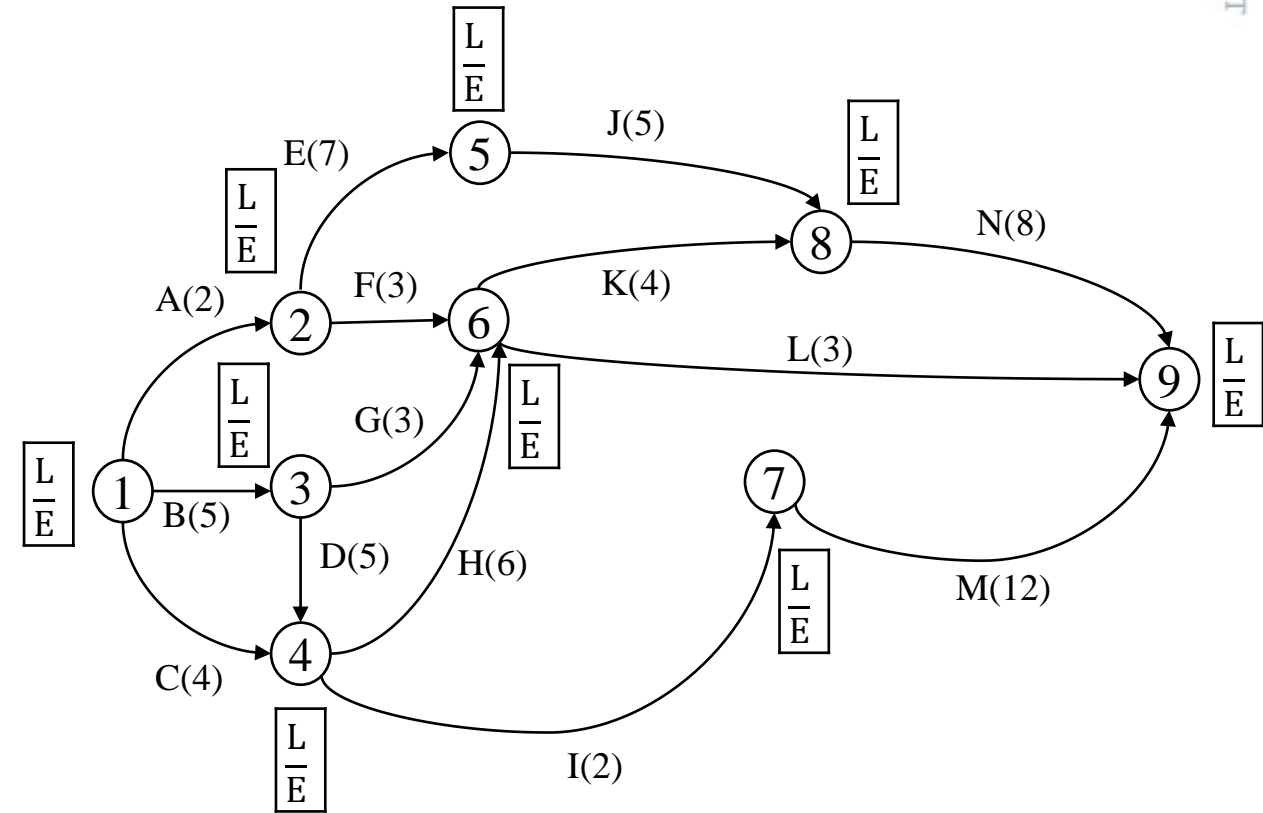 L
E
5
J(5)
E(7)
L
E
L
E
8
N(8)
A(2)
2
F(3)
6
K(4)
L
E
L(3)
L
E
9
L
E
G(3)
L
E
1
B(5)
3
7
D(5)
H(6)
L
E
M(12)
C(4)
4
L
E
I(2)